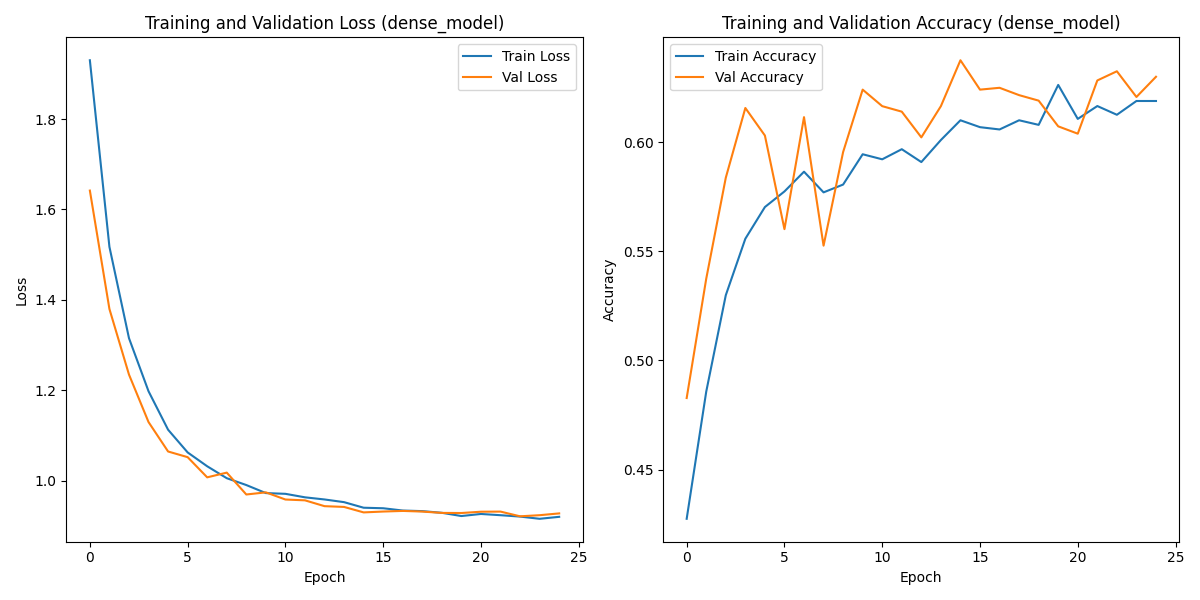 Training and Validation Loss (dense_model)
Train Loss
Val Loss
1.8
1.6
1.4
1.2
1.0
Loss
0
5
10
15
20
25
Epoch
Training and Validation Accuracy (dense_model)
Train Accuracy
Val Accuracy
0.60
0.55
0.50
0.45
Accuracy
0
5
10
15
20
25
Epoch